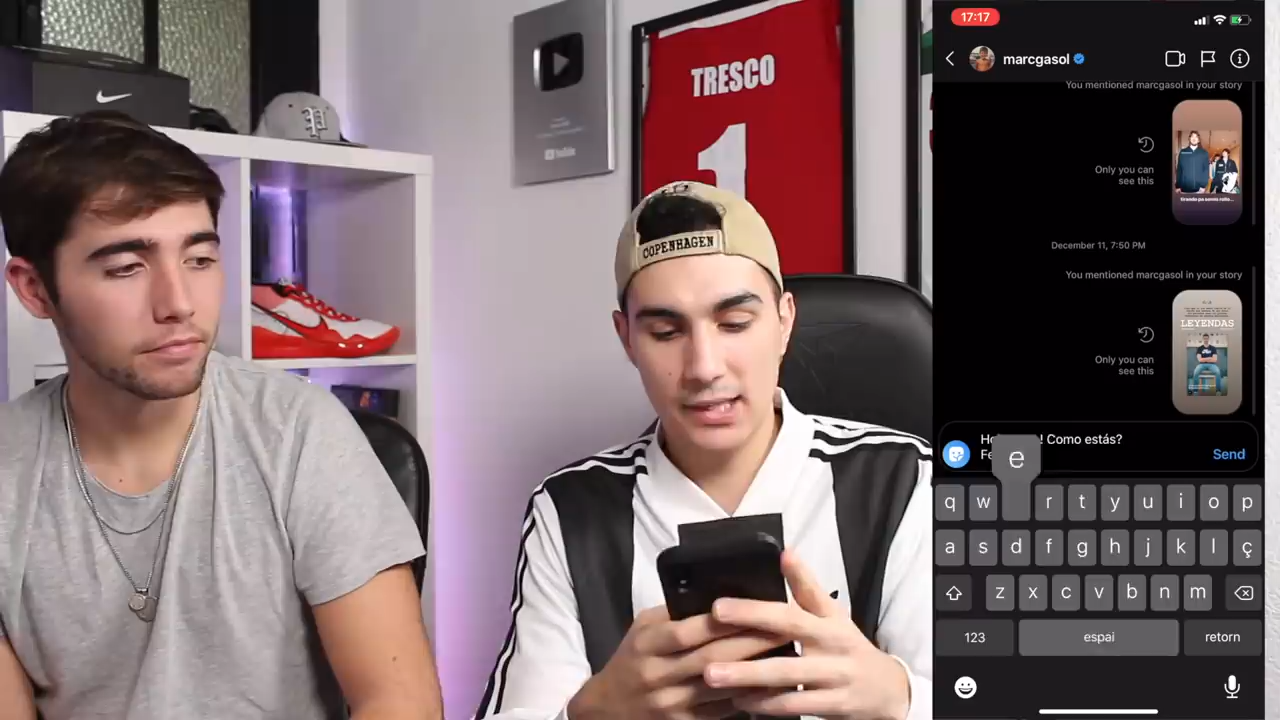 TRESCO
1
YouTube
P
COPENHAGEN
17:17
marcgasol
You mentioned marcgasol in your story
Only you can
see this
December 11, 7:50 PM
You mentioned marcgasol in your story
LEYENDAS
Only you can
see this
! Como estás?
Fe
Send
e
q w r t y u i o p
a s d f g h j k l ç
z x c v b n m
123 espai retorn